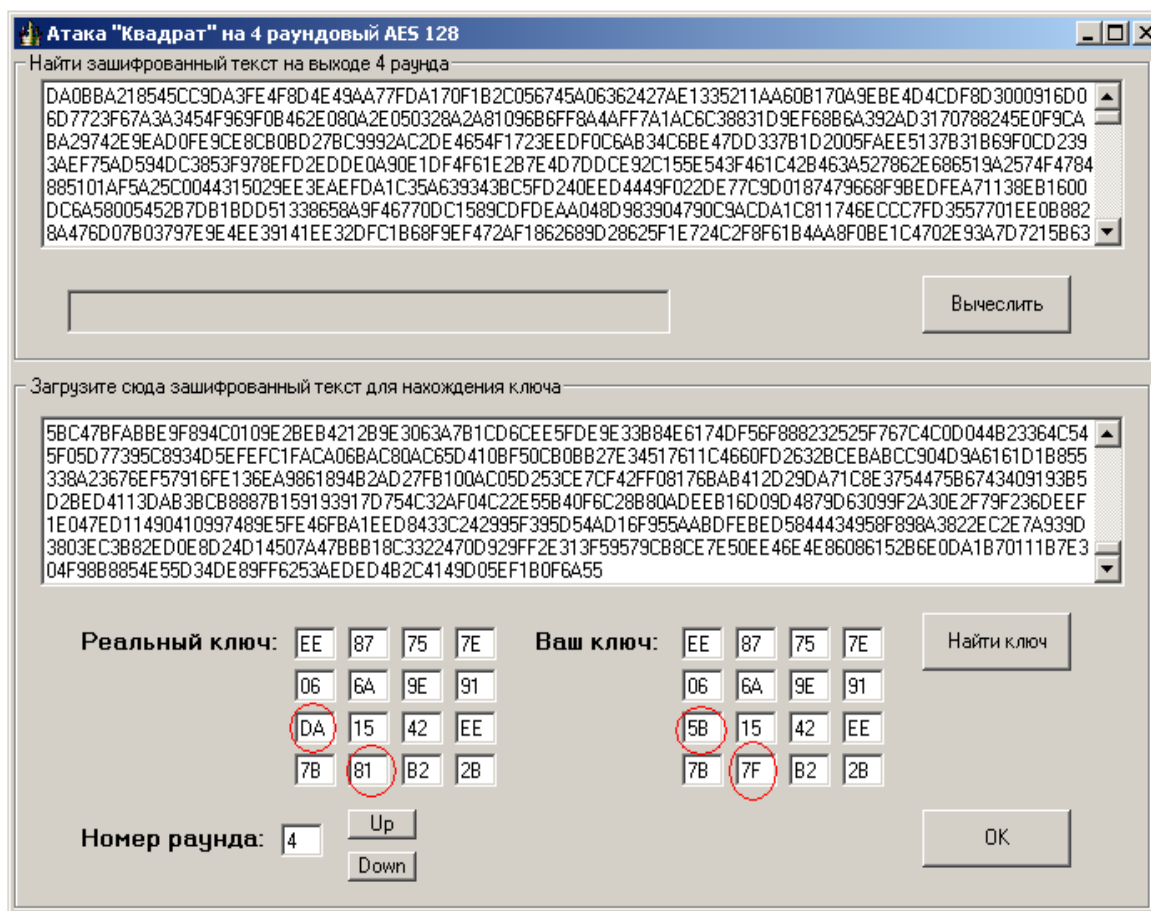 Атака "Квадрат" на 4 раундовый AES 128
Найти зашифрованный текст на выходе 4 раунда
DA0BBA218545CC9DA3FE4F8D4E49AA77FDA170F1B2C056745A06362427AE1335211AA60B170A9EBE4D4CDF8D3000916D0
6D7723F67A3A3454F969F0B462E080A2E050328A2A81096B6FF8A4AFF7A1AC6C38831D9EF68B6A392AD3170788245E0F9CA
BA29742E9EAD0FE9CE8CB0BD27BC9992AC2DE4654F1723EEDF0C6AB34C6BE47DD337B1D2005FAEE5137B31B69F0CD239
3AEF75AD594DC3853F978EFD2EDDE0A90E1DF4F61E2B7E4D7DDCE92C155E543F461C42B463A527862E686519A2574F4784
885101AF5A25C0044315029EE3EAEFDA1C35A639343BC5FD240EED4449F022DE77C9D0187479668F9BEDFEA71138EB1600
DC6A58005452B7DB1BDD51338658A9F46770DC1589CDFDEAA048D983904790C9ACDA1C811746ECCC7FD3557701EE0B882
8A476D07B03797E9E4EE39141EE32DFC1B68F9EF472AF1862689D28625F1E724C2F8F61B4AA8F0BE1C4702E93A7D7215B63
Вычеслить
Загрузите сюда зашифрованный текст для нахождения ключа
5BC47BFABBE9F894C0109E2BEB4212B9E3063A7B1CD6CEE5FDE9E33B84E6174DF56F888232525F767C4C0D044B23364C54
5F05D77395C8934D5EFEFC1FACA06BAC80AC65D410BF50CB0BB27E34517611C4660FD2632BCEBABCC904D9A6161D1B855
338A23676EF57916FE136EA9861894B2AD27FB100AC05D253CE7CF42FF08176BAB412D29DA71C8E3754475B6743409193B5
D2BED4113DAB3BCB8887B159193917D754C32AF04C22E55B40F6C28B80ADEEB16D09D4879D63099F2A30E2F79F236DEEF
1E047ED11490410997489E5FE46FBA1EED8433C242995F395D54AD16F955AABDFEBED5844434958F898A3822EC2E7A939D
3803EC3B82ED0E8D24D14507A47BBB18C3322470D929FF2E313F59579CB8CE7E50EE46E4E86086152B6E0DA1B70111B7E3
04F98B8854E55D34DE89FF6253AEDED4B2C4149D05EF1B0F6A55
Реальный ключ: EE 87 75 7E Ваш ключ: EE 87 75 7E Найти ключ
06 6A 9E 91 06 6A 9E 91
DA 15 42 EE 5B 15 42 EE
7B 81 B2 2B 7B 7F B2 2B
Номер раунда: 4 Up OK
Down